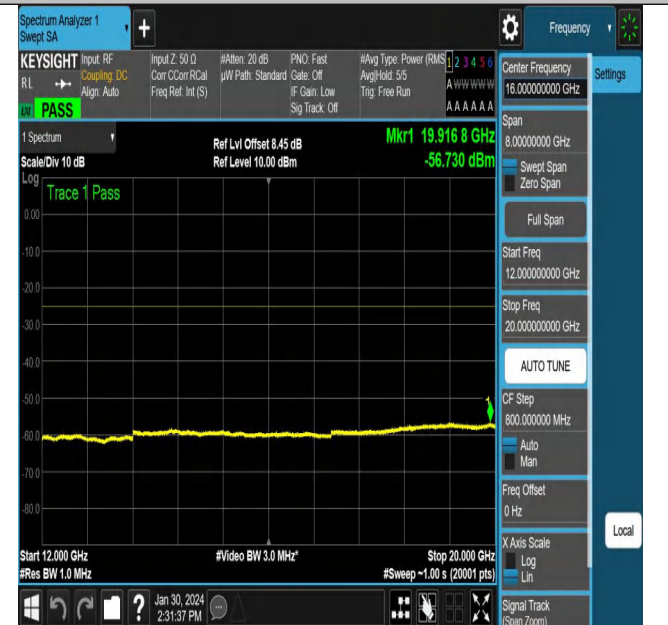 Spectrum Analyzer 1
Swept SA
Frequency
KEYSIGHT
RL
PASS
Input: RF
Coupling: DC
Align: Auto
Input Z: 50 Ω
Corr CCorr RCal
Freq Ref: Int (S)
#Atten: 20 dB
µW Path: Standard
PNO: Fast
Gate: Off
IF Gain: Low
Sig Track: Off
#Avg Type: Power (RMS
Avg|Hold: 5/5
Trig: Free Run
1 2 3 4 5 6
A W W W W W
A A A A A A
1 Spectrum
Scale/Div 10 dB
Log
Ref Lvl Offset 8.45 dB
Ref Level 10.00 dBm
Mkr1 19.916 8 GHz
-56.730 dBm
Trace 1 Pass
0.00
-10.0
-20.0
-30.0
-40.0
-50.0
-60.0
-70.0
-80.0
1
Start 12.000 GHz
#Res BW 1.0 MHz
#Video BW 3.0 MHz*
Stop 20.000 GHz
#Sweep ~1.00 s (20001 pts)
Jan 30, 2024
2:31:37 PM
Center Frequency
16.000000000 GHz
Span
8.00000000 GHz
Swept Span
Zero Span
Full Span
Start Freq
12.000000000 GHz
Stop Freq
20.000000000 GHz
AUTO TUNE
CF Step
800.000000 MHz
Auto
Man
Freq Offset
0 Hz
X Axis Scale
Log
Lin
Signal Track
(Span Zoom)
Settings
Local